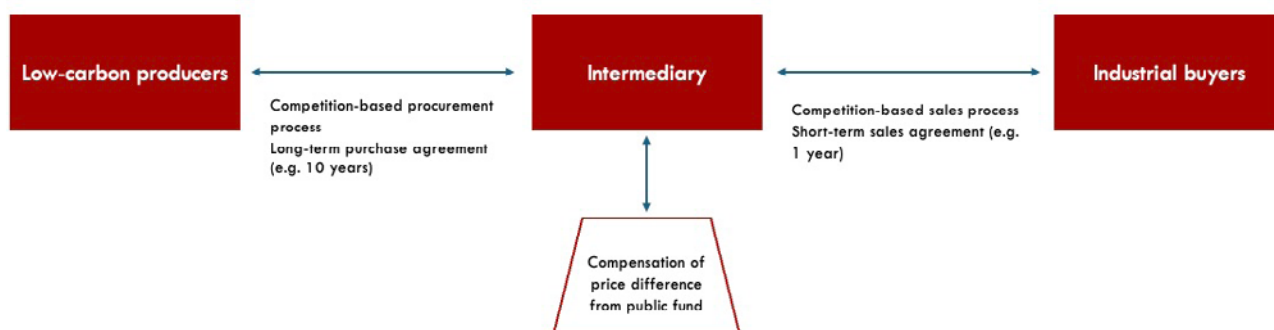 Low-carbon producers
Competition-based procurement
process
Long-term purchase agreement
(e.g. 10 years)
Intermediary
Competition-based sales process
Short-term sales agreement (e.g.
1 year)
Industrial buyers
Compensation of
price difference
from public fund